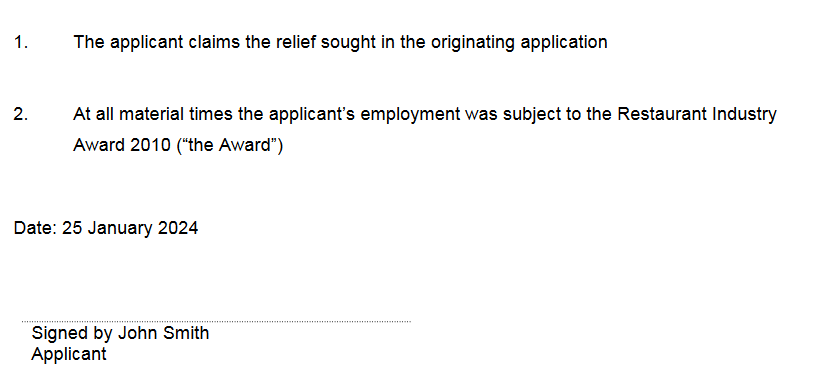 1. The applicant claims the relief sought in the originating application
2. At all material times the applicant’s employment was subject to the Restaurant Industry
Award 2010 (“the Award”)
Date: 25 January 2024
Signed by John Smith
Applicant